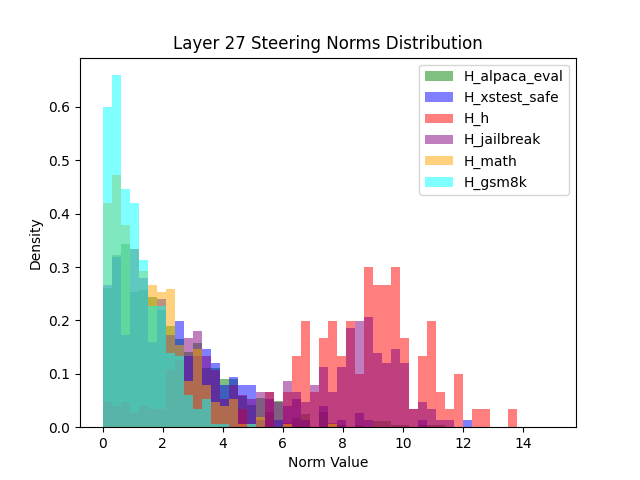 Layer 27 Steering Norms Distribution
H_alpaca_eval
H_xstest_safe
H_h
H_jailbreak
H_math
H_gsm8k
Density
0.6
0.5
0.4
0.3
0.2
0.1
0.0
0 2 4 6 8 10 12 14
Norm Value